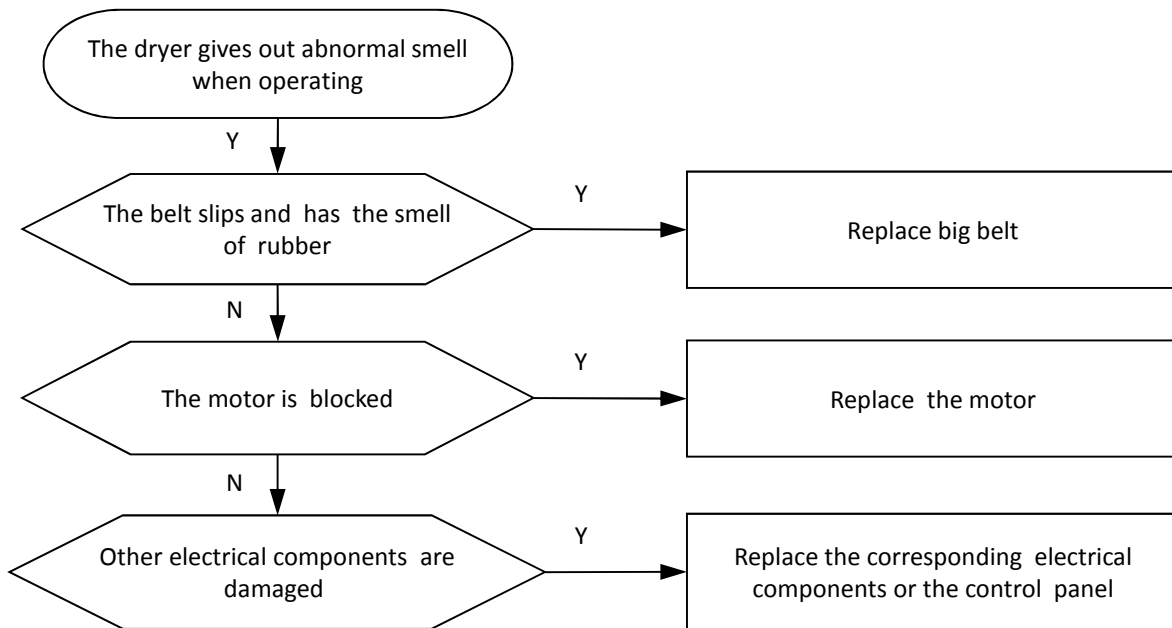 The dryer gives out abnormal smell
when operating
Y
The belt slips and has the smell
of rubber
Y
Replace big belt
N
The motor is blocked
Y
Replace the motor
N
Other electrical components are
damaged
Y
Replace the corresponding electrical
components or the control panel